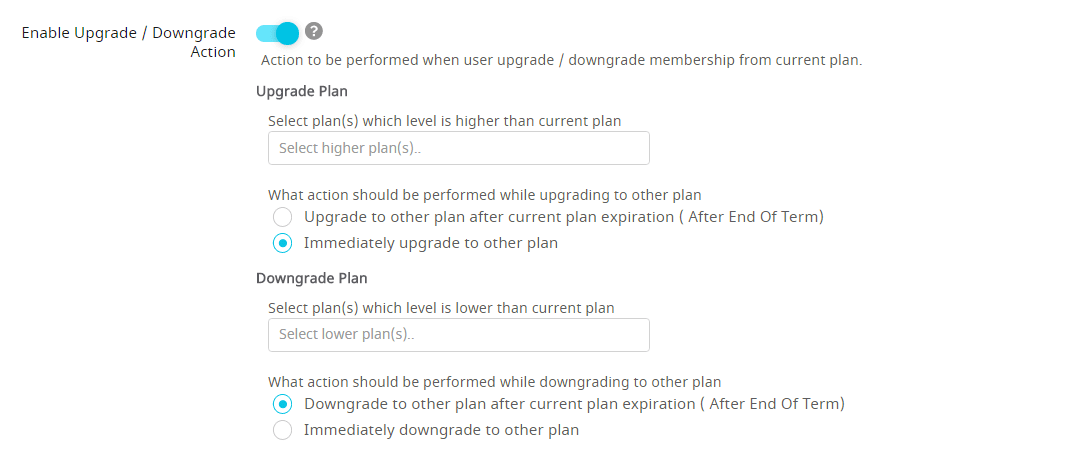 Enable Upgrade / Downgrade
Action
?
Action to be performed when user upgrade / downgrade membership from current plan.
Upgrade Plan
Select plan(s) which level is higher than current plan
Select higher plan(s)..
What action should be performed while upgrading to other plan
Upgrade to other plan after current plan expiration ( After End Of Term)
Immediately upgrade to other plan
Downgrade Plan
Select plan(s) which level is lower than current plan
Select lower plan(s)..
What action should be performed while downgrading to other plan
Downgrade to other plan after current plan expiration ( After End Of Term)
Immediately downgrade to other plan